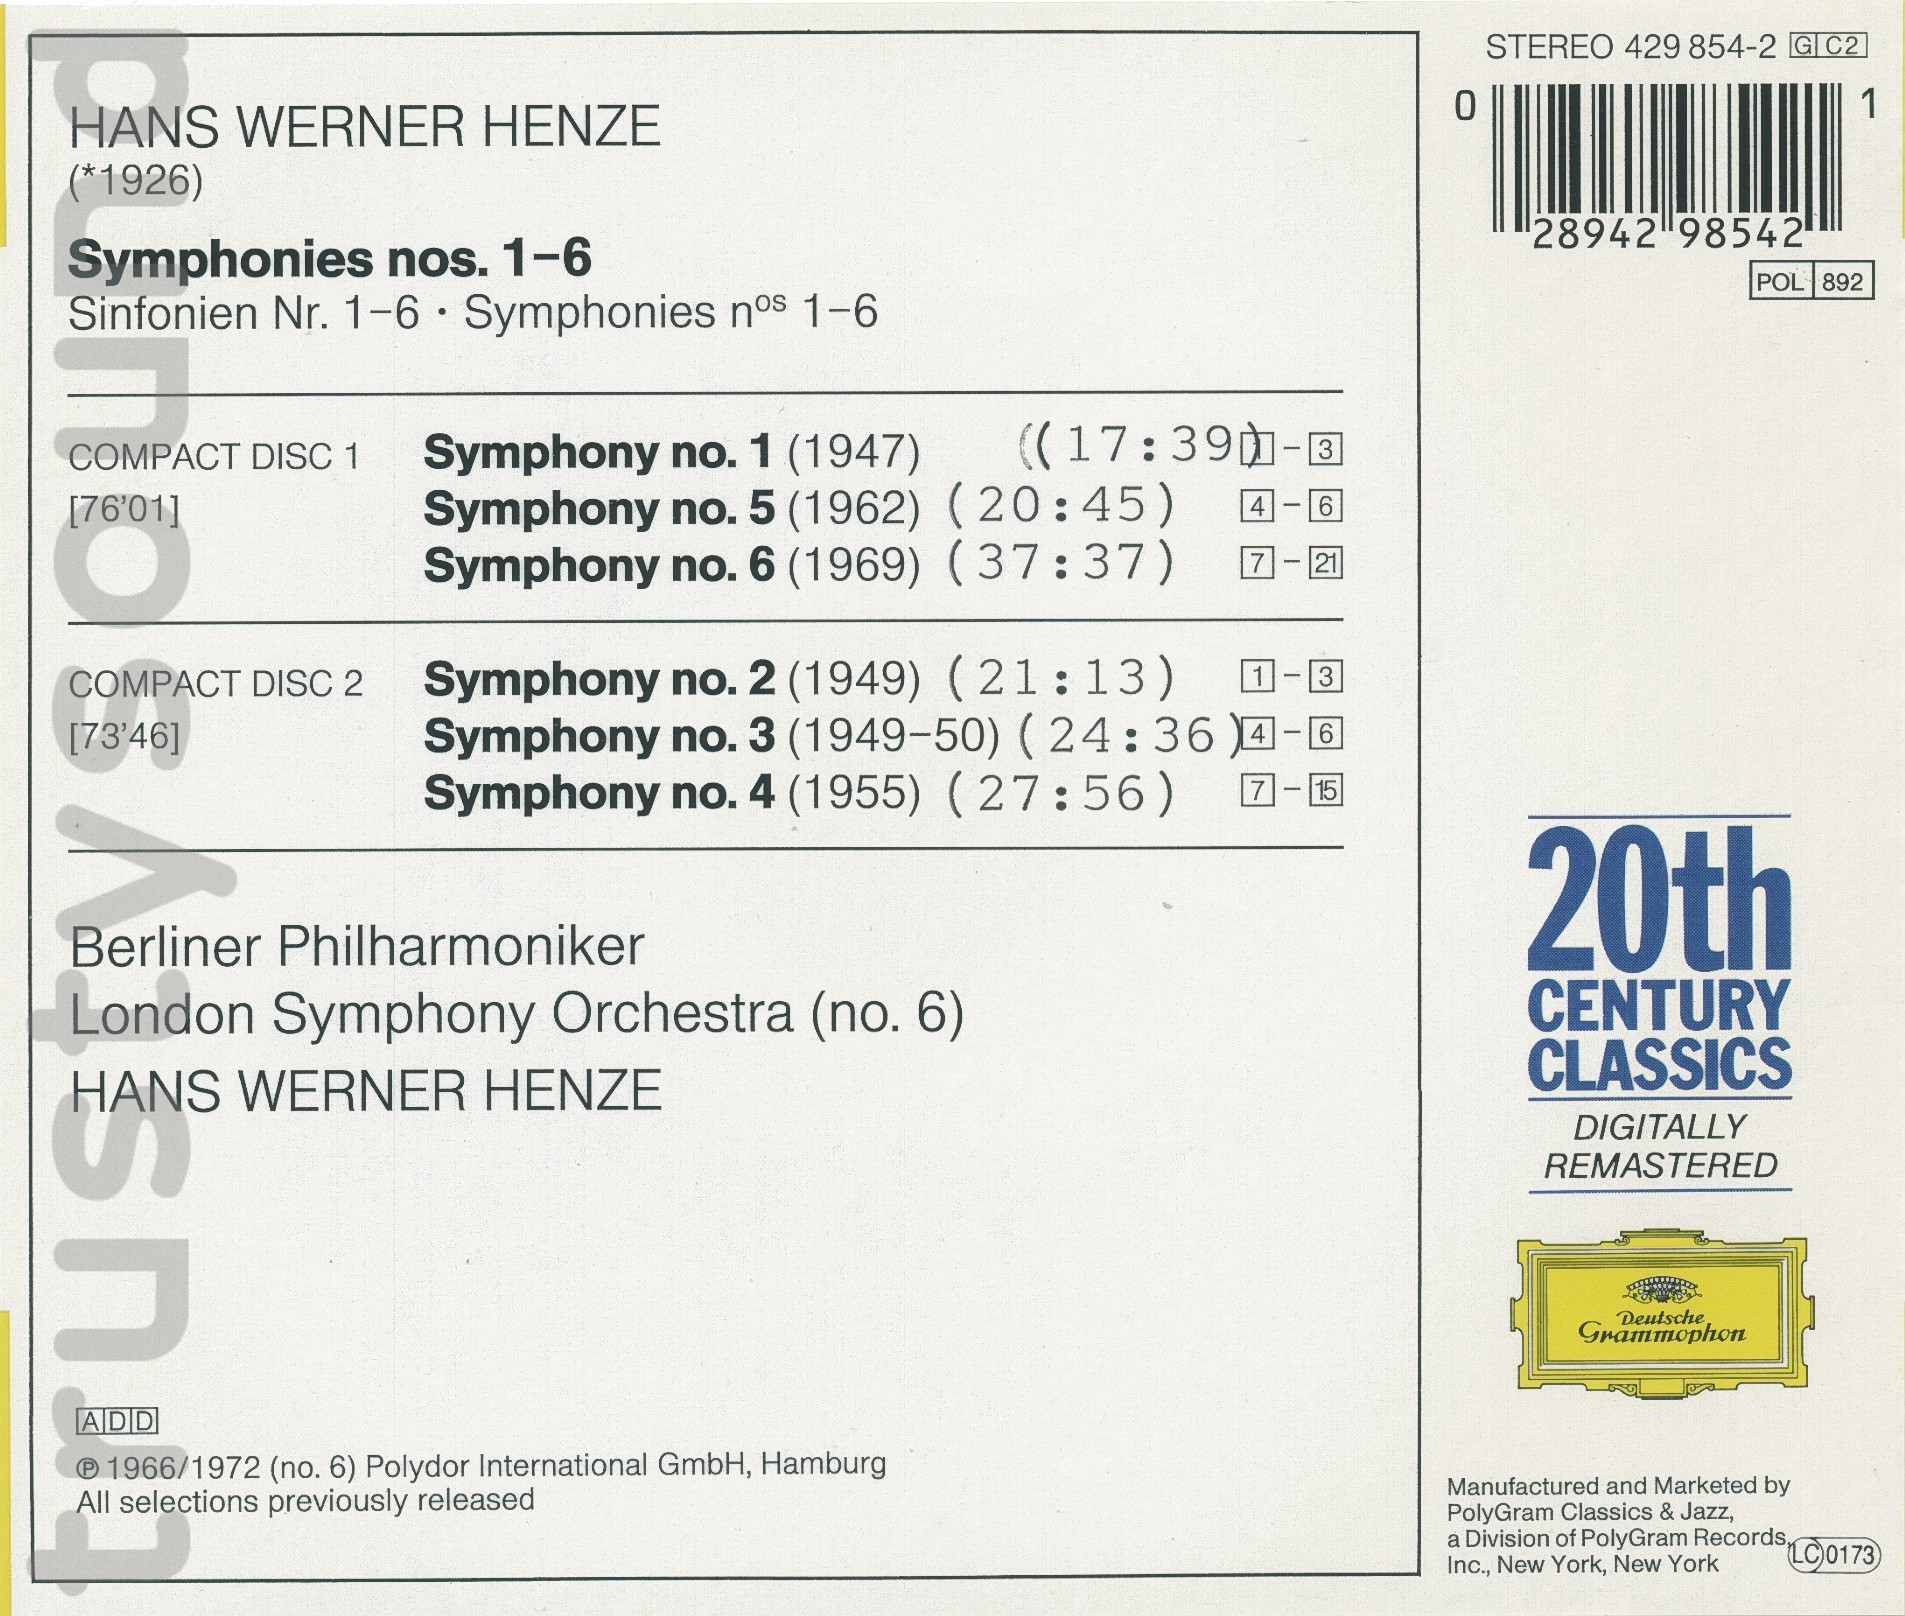 HANS WERNER HENZE
(*1926)
Symphonies nos. 1–6
Sinfonien Nr. 1–6 · Symphonies nos 1–6
COMPACT DISC 1
[76'01]
Symphony no. 1 (1947) ((17:39) 1 – 3
Symphony no. 5 (1962) (20:45) 4 – 6
Symphony no. 6 (1969) (37:37) 7 – 21
COMPACT DISC 2
[73'46]
Symphony no. 2 (1949) (21:13) 1 – 3
Symphony no. 3 (1949–50) (24:36) 4 – 6
Symphony no. 4 (1955) (27:56) 7 – 15
Berliner Philharmoniker
London Symphony Orchestra (no. 6)
HANS WERNER HENZE
ADD
℗ 1966/1972 (no. 6) Polydor International GmbH, Hamburg
All selections previously released
STEREO 429 854-2 G C2
0 28942 98542 1
POL 892
20th
CENTURY
CLASSICS
DIGITALLY
REMASTERED
Deutsche
Grammophon
Manufactured and Marketed by
PolyGram Classics & Jazz,
a Division of PolyGram Records,
Inc., New York, New York
LC 0173
trustysound